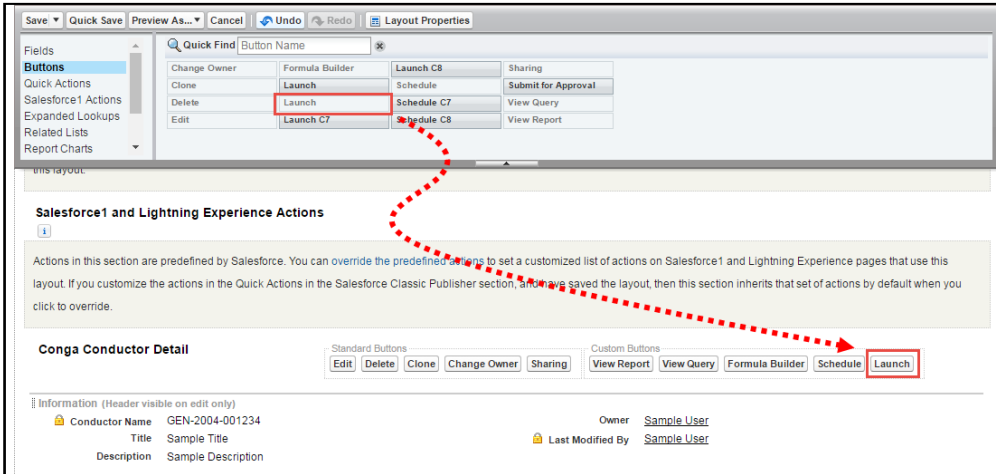 Save Quick Save Preview As... Cancel Undo Redo Layout Properties
Fields
Buttons
Quick Actions
Salesforce1 Actions
Expanded Lookups
Related Lists
Report Charts
Quick Find Button Name
Change Owner Formula Builder Launch C8 Sharing
Clone Launch Schedule Submit for Approval
Delete Launch Schedule C7 View Query
Edit Launch C7 Schedule C8 View Report
this layout.
Salesforce1 and Lightning Experience Actions
i
Actions in this section are predefined by Salesforce. You can override the predefined actions to set a customized list of actions on Salesforce1 and Lightning Experience pages that use this
layout. If you customize the actions in the Quick Actions in the Salesforce Classic Publisher section, and have saved the layout, then this section inherits that set of actions by default when you
click to override.
Conga Conductor Detail
Standard Buttons
Edit Delete Clone Change Owner Sharing
Custom Buttons
View Report View Query Formula Builder Schedule Launch
Information (Header visible on edit only)
Conductor Name GEN-2004-001234
Title Sample Title
Description Sample Description
Owner Sample User
Last Modified By Sample User